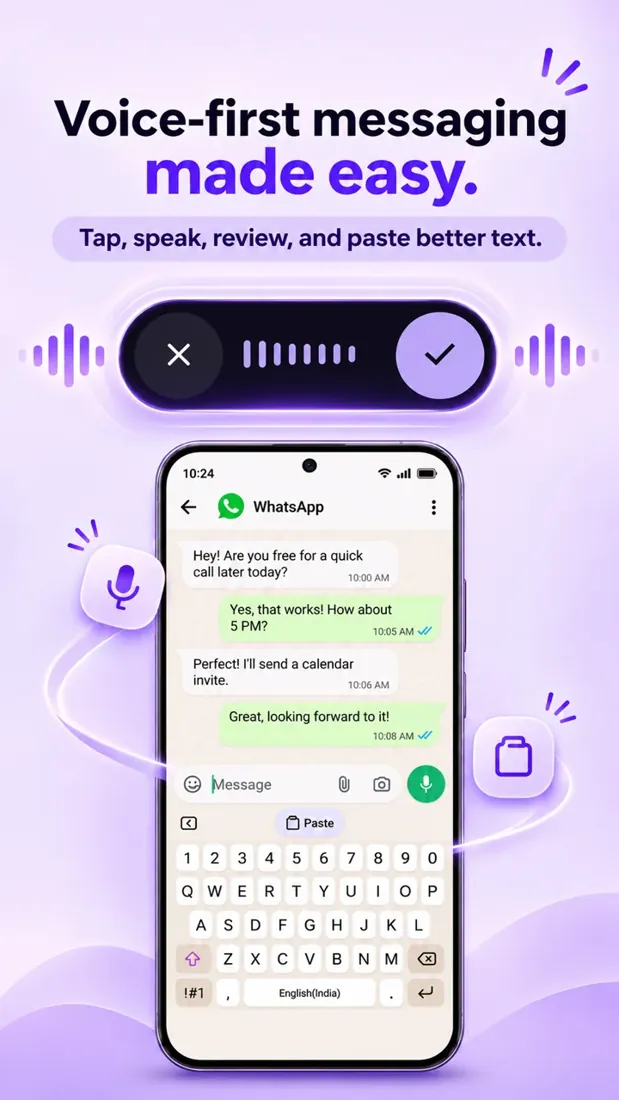 Voice-first messaging
made easy.
Tap, speak, review, and paste better text.
10:24
WhatsApp
Hey! Are you free for a quick
call later today?
10:00 AM
Yes, that works! How about
5 PM?
10:05 AM
Perfect! I'll send a calendar
invite.
10:06 AM
Great, looking forward to it!
10:08 AM
Message
Paste
1 2 3 4 5 6 7 8 9 0
Q W E R T Y U I O P
A S D F G H J K L
Z X C V B N M
!#1 , English(India) .